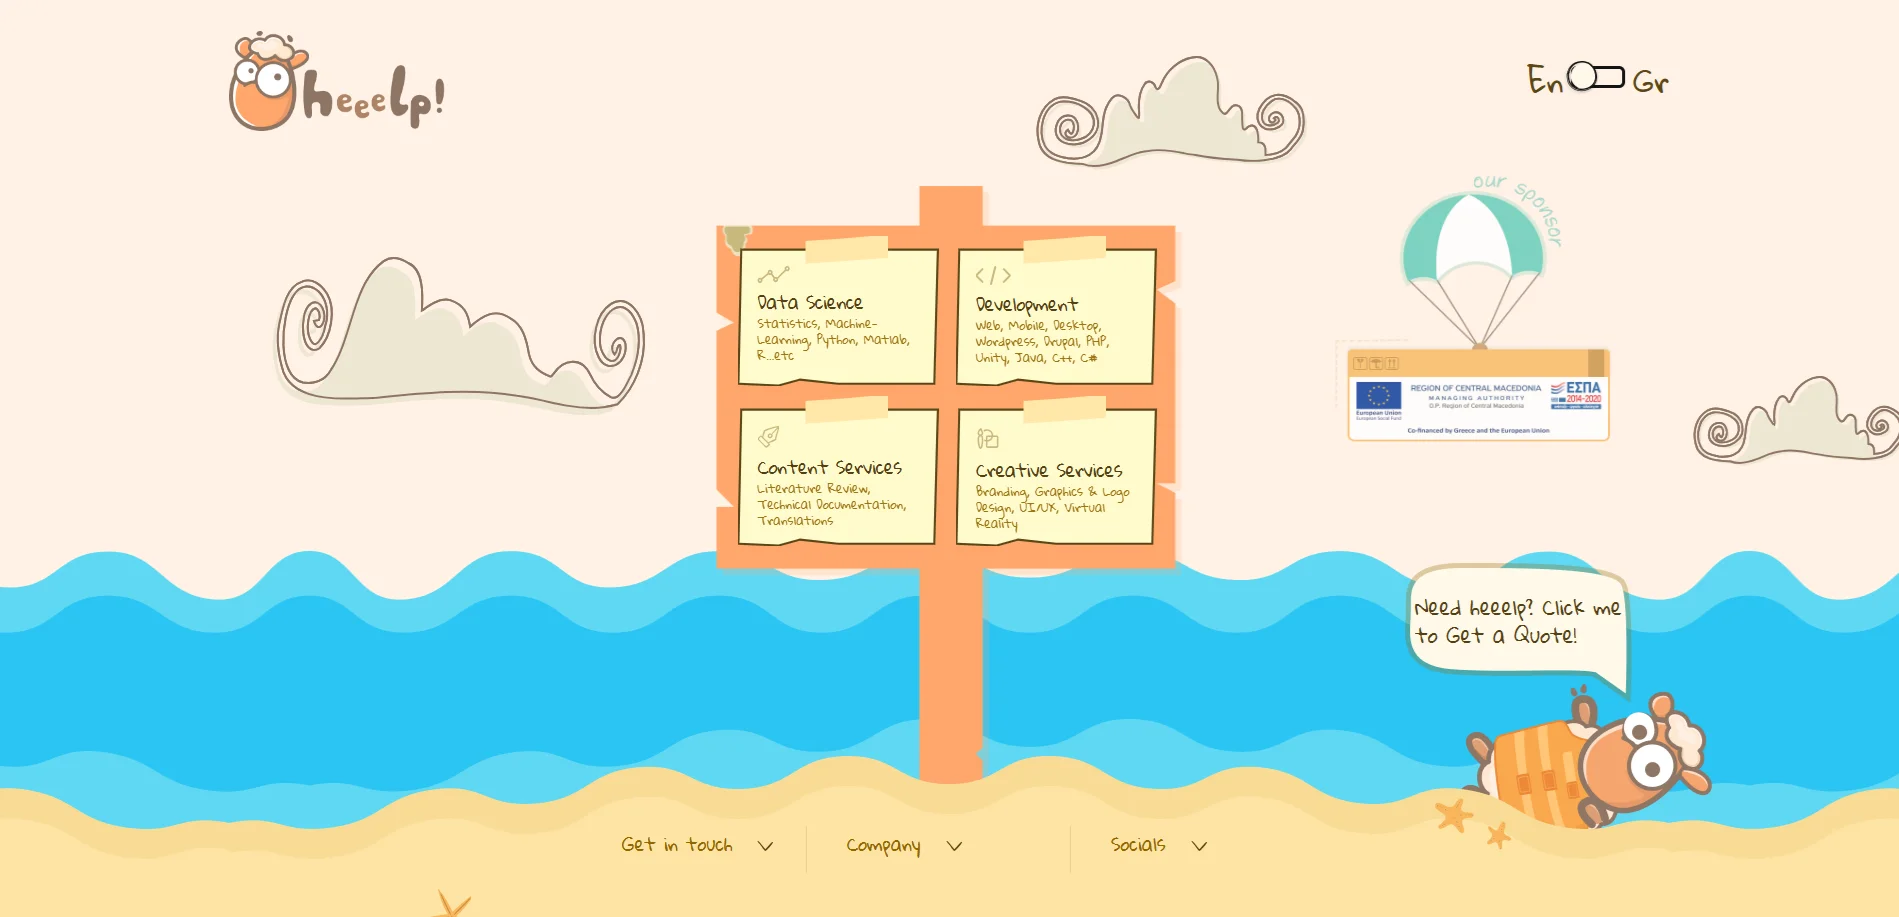 heeelp!
En Gr
our sponsor
Data Science
Statistics, Machine-
Learning, Python, Matlab,
R...etc
</>
Development
Web, Mobile, Desktop,
Wordpress, Drupal, PHP,
Unity, Java, C++, C#
Content Services
Literature Review,
Technical Documentation,
Translations
Creative Services
Branding, Graphics & Logo
Design, UI/UX, Virtual
Reality
European Union
European Social Fund
REGION OF CENTRAL MACEDONIA
MANAGING AUTHORITY
O.P. Region of Central Macedonia
ΕΣΠΑ
2014-2020
Co-financed by Greece and the European Union
Need heeelp? Click me
to Get a Quote!
Get in touch
Company
Socials